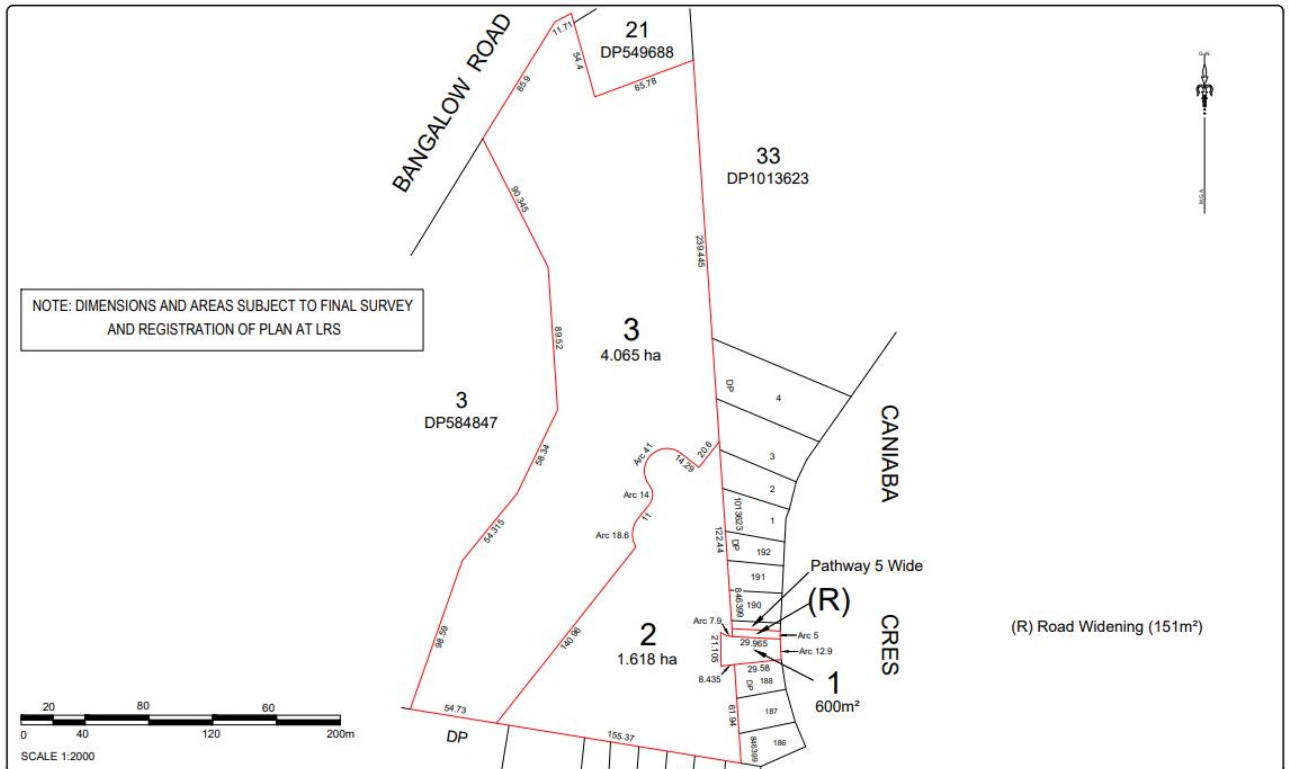 BANGALOW ROAD
11.71
21
DP549688
54.4
65.78
85.9
33
DP1013623
90.345
239.445
NOTE: DIMENSIONS AND AREAS SUBJECT TO FINAL SURVEY
AND REGISTRATION OF PLAN AT LRS
89.52
3
4.065 ha
3
DP584847
DP
4
CANIABA
58.34
Arc 41
14.29
20.6
3
2
Arc 14
1013623
1
11
54.315
Arc 18.6
122.44
DP
192
191
Pathway 5 Wide
846399
190
(R)
Arc 7.9
(R) Road Widening (151m²)
CRES
98.59
140.96
2
1.618 ha
21.105
29.965
Arc 5
Arc 12.9
29.58
8.435
DP
188
1
600m²
61.94
187
54.73
DP
155.37
846399
186
20
80
60
0
40
120
200m
SCALE 1:2000